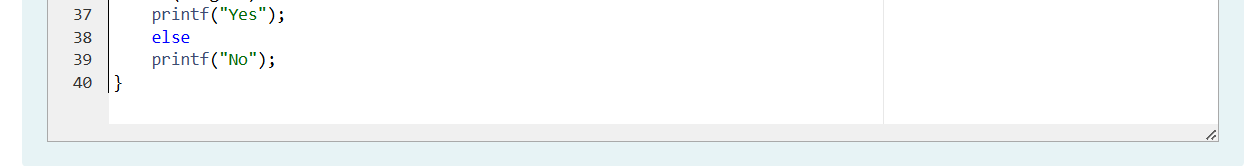 37 printf("Yes");
38 else
39 printf("No");
40 }